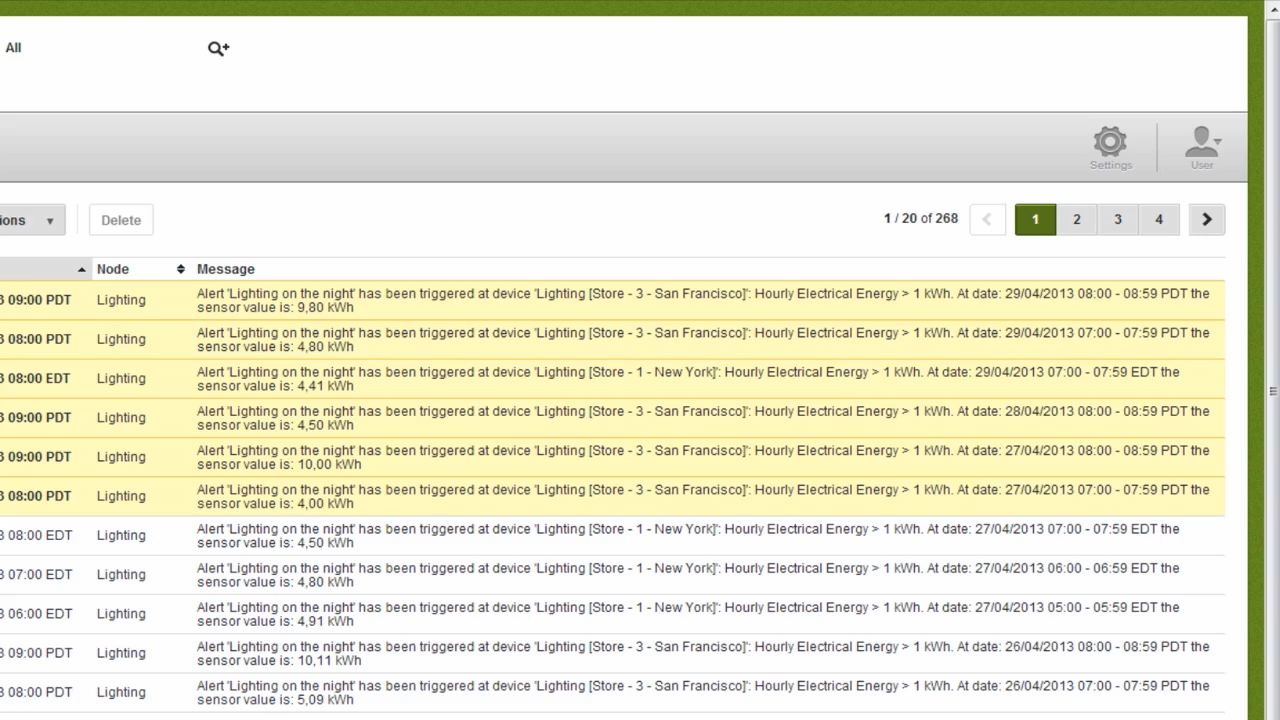 All
Settings
User
ions
Delete
1 / 20 of 268
1
2
3
4
Node
Message
3 09:00 PDT
Lighting
Alert 'Lighting on the night' has been triggered at device 'Lighting [Store - 3 - San Francisco]': Hourly Electrical Energy > 1 kWh. At date: 29/04/2013 08:00 - 08:59 PDT the
sensor value is: 9,80 kWh
3 08:00 PDT
Lighting
Alert 'Lighting on the night' has been triggered at device 'Lighting [Store - 3 - San Francisco]': Hourly Electrical Energy > 1 kWh. At date: 29/04/2013 07:00 - 07:59 PDT the
sensor value is: 4,80 kWh
3 08:00 EDT
Lighting
Alert 'Lighting on the night' has been triggered at device 'Lighting [Store - 1 - New York]': Hourly Electrical Energy > 1 kWh. At date: 29/04/2013 07:00 - 07:59 EDT the
sensor value is: 4,41 kWh
3 09:00 PDT
Lighting
Alert 'Lighting on the night' has been triggered at device 'Lighting [Store - 3 - San Francisco]': Hourly Electrical Energy > 1 kWh. At date: 28/04/2013 08:00 - 08:59 PDT the
sensor value is: 4,50 kWh
3 09:00 PDT
Lighting
Alert 'Lighting on the night' has been triggered at device 'Lighting [Store - 3 - San Francisco]': Hourly Electrical Energy > 1 kWh. At date: 27/04/2013 08:00 - 08:59 PDT the
sensor value is: 10,00 kWh
3 08:00 PDT
Lighting
Alert 'Lighting on the night' has been triggered at device 'Lighting [Store - 3 - San Francisco]': Hourly Electrical Energy > 1 kWh. At date: 27/04/2013 07:00 - 07:59 PDT the
sensor value is: 4,00 kWh
3 08:00 EDT
Lighting
Alert 'Lighting on the night' has been triggered at device 'Lighting [Store - 1 - New York]': Hourly Electrical Energy > 1 kWh. At date: 27/04/2013 07:00 - 07:59 EDT the
sensor value is: 4,50 kWh
3 07:00 EDT
Lighting
Alert 'Lighting on the night' has been triggered at device 'Lighting [Store - 1 - New York]': Hourly Electrical Energy > 1 kWh. At date: 27/04/2013 06:00 - 06:59 EDT the
sensor value is: 4,80 kWh
3 06:00 EDT
Lighting
Alert 'Lighting on the night' has been triggered at device 'Lighting [Store - 1 - New York]': Hourly Electrical Energy > 1 kWh. At date: 27/04/2013 05:00 - 05:59 EDT the
sensor value is: 4,91 kWh
3 09:00 PDT
Lighting
Alert 'Lighting on the night' has been triggered at device 'Lighting [Store - 3 - San Francisco]': Hourly Electrical Energy > 1 kWh. At date: 26/04/2013 08:00 - 08:59 PDT the
sensor value is: 10,11 kWh
3 08:00 PDT
Lighting
Alert 'Lighting on the night' has been triggered at device 'Lighting [Store - 3 - San Francisco]': Hourly Electrical Energy > 1 kWh. At date: 26/04/2013 07:00 - 07:59 PDT the
sensor value is: 5,09 kWh